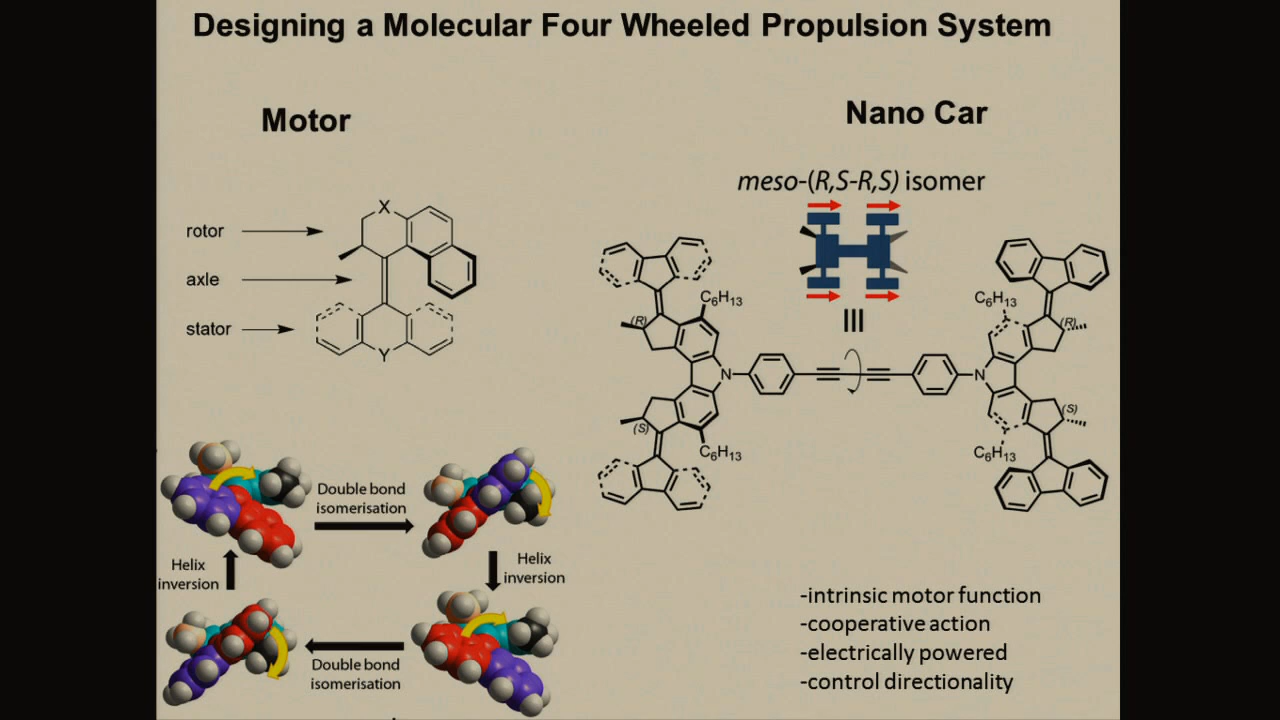 Designing a Molecular Four Wheeled Propulsion System
Motor
Nano Car
meso-(R,S-R,S) isomer
rotor
axle
stator
X
Y
C6H13
C6H13
(R)
(R)
N
N
(S)
(S)
C6H13
C6H13
Double bond
isomerisation
Helix
inversion
Helix
inversion
Double bond
isomerisation
-intrinsic motor function
-cooperative action
-electrically powered
-control directionality